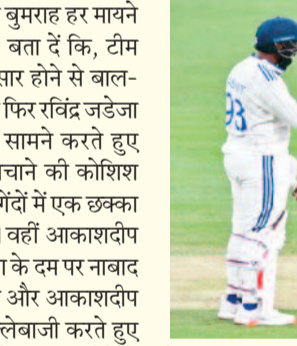 बुमराह हर मायने
बता दें कि, टीम
सार होने से बाल-
फिर रविंद्र जडेजा
सामने करते हुए
चाने की कोशिश
गेंदों में एक छक्का
वहीं आकाशदीप
के दम पर नाबाद
और आकाशदीप
लेबाजी करते हुए
93